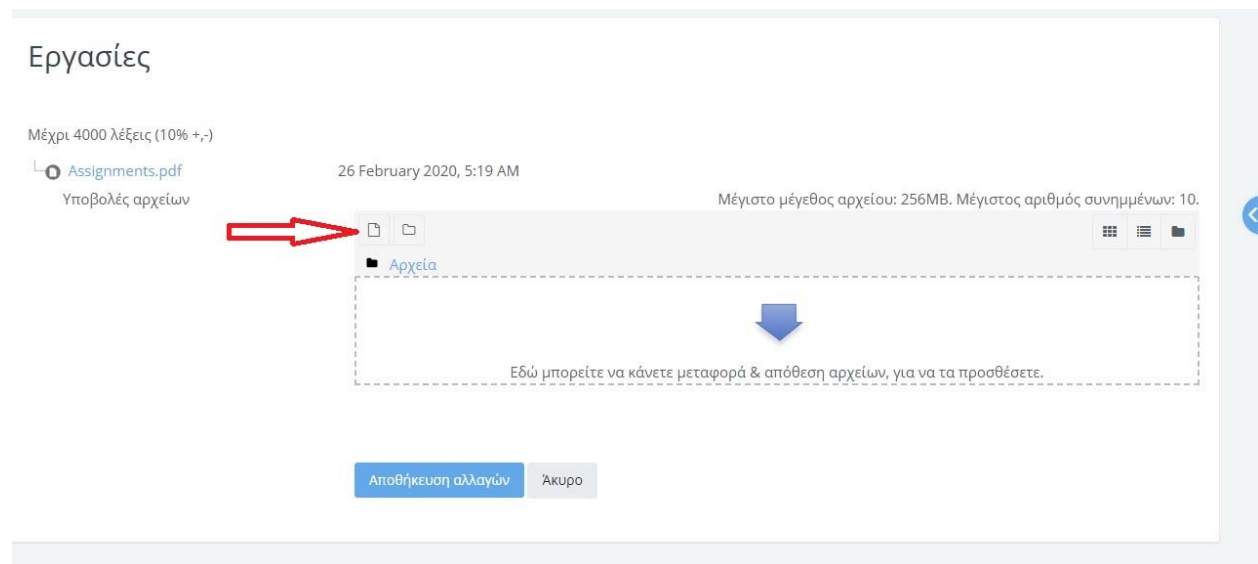 Εργασίες
Μέχρι 4000 λέξεις (10% +,-)
Assignments.pdf 26 February 2020, 5:19 AM
Υποβολές αρχείων
Μέγιστο μέγεθος αρχείου: 256MB. Μέγιστος αριθμός συνημμένων: 10.
Αρχεία
Εδώ μπορείτε να κάνετε μεταφορά & απόθεση αρχείων, για να τα προσθέσετε.
Αποθήκευση αλλαγών Άκυρο